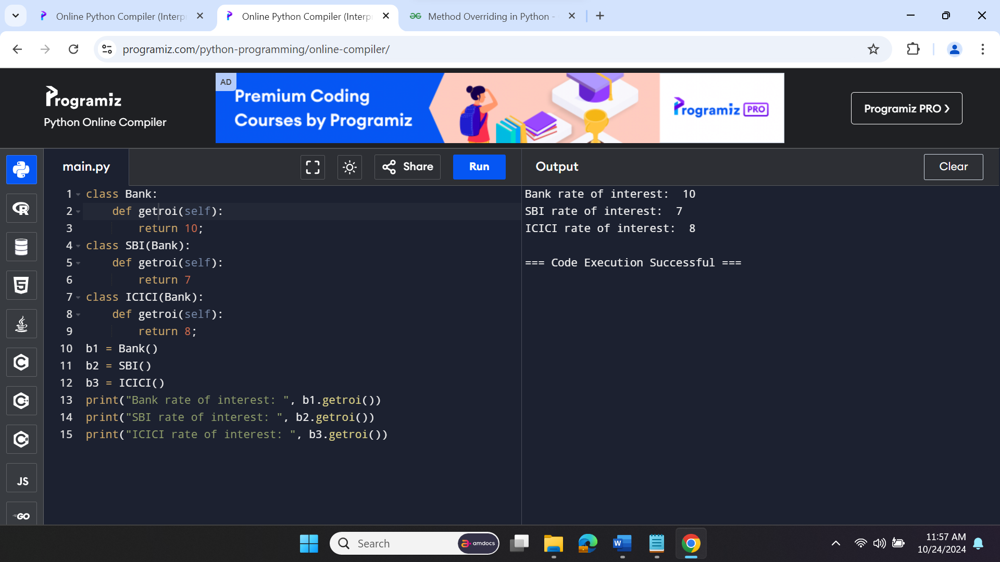 Online Python Compiler (Interp
Online Python Compiler (Interp
Method Overriding in Python -
programiz.com/python-programming/online-compiler/
Programiz
Python Online Compiler
AD
Premium Coding
Courses by Programiz
Programiz PRO
Programiz PRO ❯
main.py
Share
Run
Output
Clear
1 class Bank:
2     def getroi(self):
3         return 10;
4 class SBI(Bank):
5     def getroi(self):
6         return 7
7 class ICICI(Bank):
8     def getroi(self):
9         return 8;
10 b1 = Bank()
11 b2 = SBI()
12 b3 = ICICI()
13 print("Bank rate of interest: ", b1.getroi())
14 print("SBI rate of interest: ", b2.getroi())
15 print("ICICI rate of interest: ", b3.getroi())
Bank rate of interest:  10
SBI rate of interest:  7
ICICI rate of interest:  8
=== Code Execution Successful ===
R
5
C
C++
C#
JS
GO
Search
amdocs
W
11:57 AM
10/24/2024